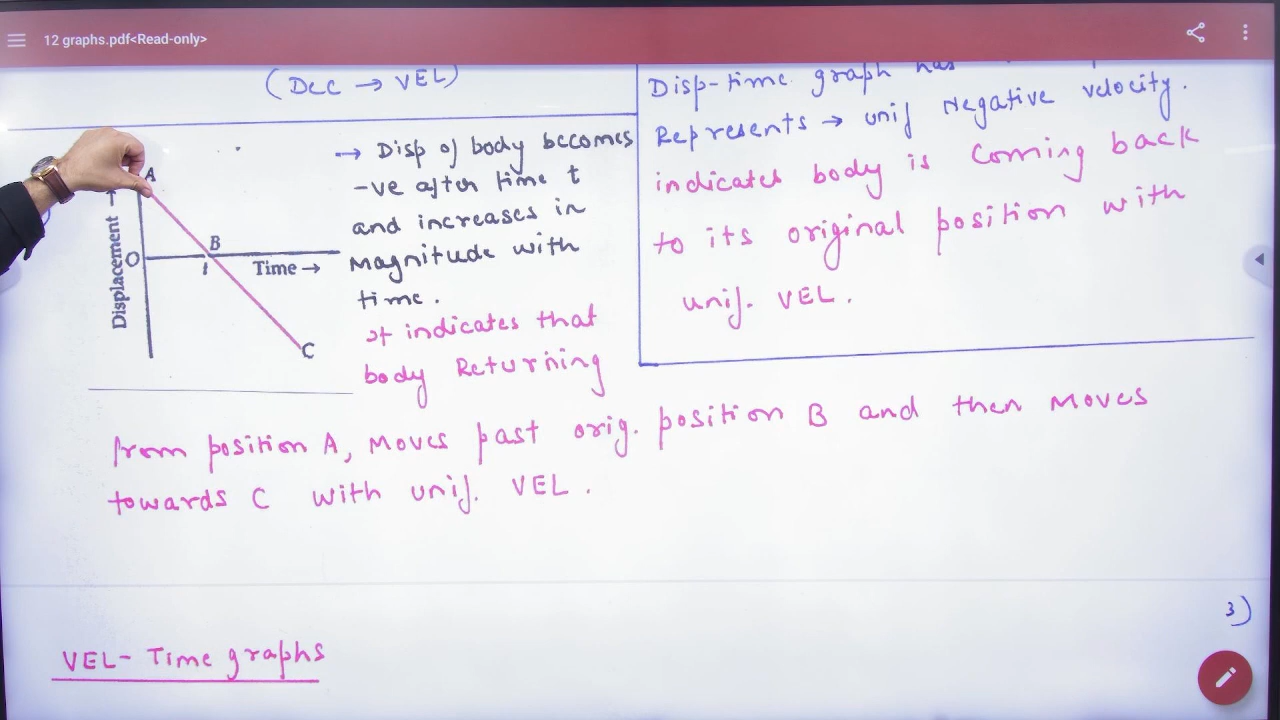 12 graphs.pdf<Read-only>
(Dec → VEL)
A
B
O
t
Time →
Displacement →
C
→ Disp of body becomes
-ve after time t
and increases in
Magnitude with
time.
It indicates that
body Returning
from position A, moves past orig. position B and then moves
towards C with unif. VEL.
Disp-time graph has
Represents → unif Negative velocity.
indicates body is coming back
to its original position with
unif. VEL.
3)
VEL- Time graphs